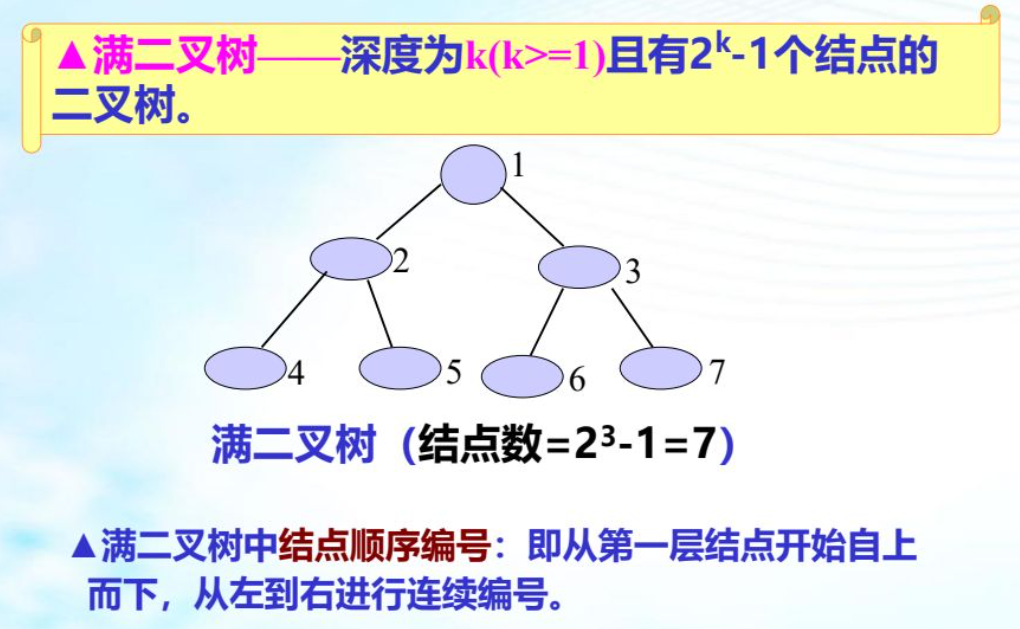 ▲满二叉树——深度为k(k>=1)且有2ᵏ-1个结点的
二叉树。
1
2
3
4
5
6
7
满二叉树（结点数=2³-1=7）
▲满二叉树中结点顺序编号：即从第一层结点开始自上
而下，从左到右进行连续编号。